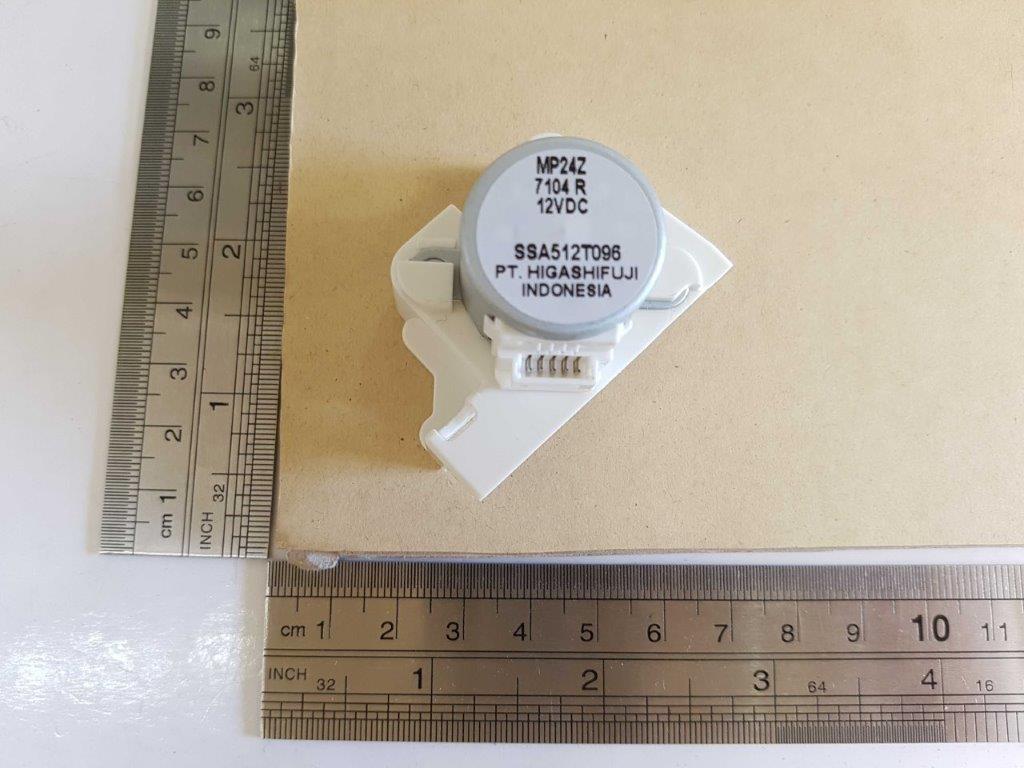 MP24Z
7104 R
12VDC
SSA512T096
PT. HIGASHIFUJI
INDONESIA
9
8
7
6
5
4
3
2
cm 1
64
3
2
1
INCH 32
cm 1 2 3 4 5 6 7 8 9 10 11
INCH 32 1 2 3 64 4 16